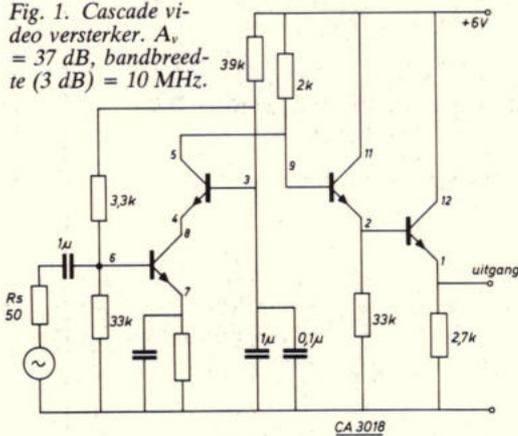 Fig. 1. Cascade vi-
deo versterker. Av
= 37 dB, bandbreed-
te (3 dB) = 10 MHz.
+6V
39k
2k
5
11
3
9
3,3k
4
12
8
2
1µ
6
1
7
uitgang
Rs
50
33k
1µ
0,1µ
33k
2,7k
CA 3018